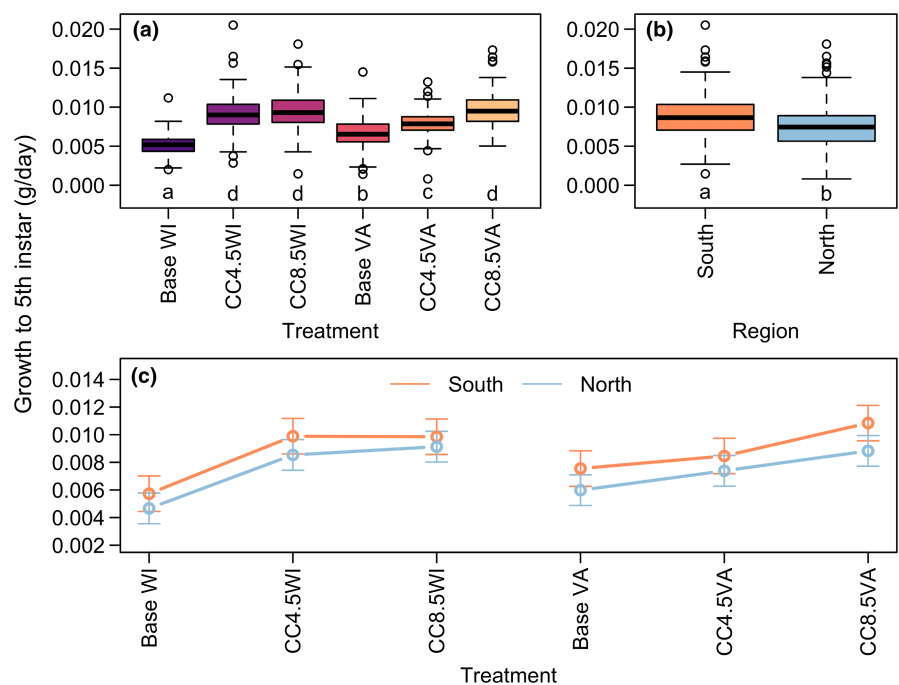 (a)
0.020
0.015
0.010
0.005
0.000
a d d b c d
Base WI
CC4.5WI
CC8.5WI
Base VA
CC4.5VA
CC8.5VA
Treatment
(b)
0.020
0.015
0.010
0.005
0.000
a b
South
North
Region
Growth to 5th instar (g/day)
(c)
South North
0.014
0.012
0.010
0.008
0.006
0.004
0.002
Base WI
CC4.5WI
CC8.5WI
Base VA
CC4.5VA
CC8.5VA
Treatment